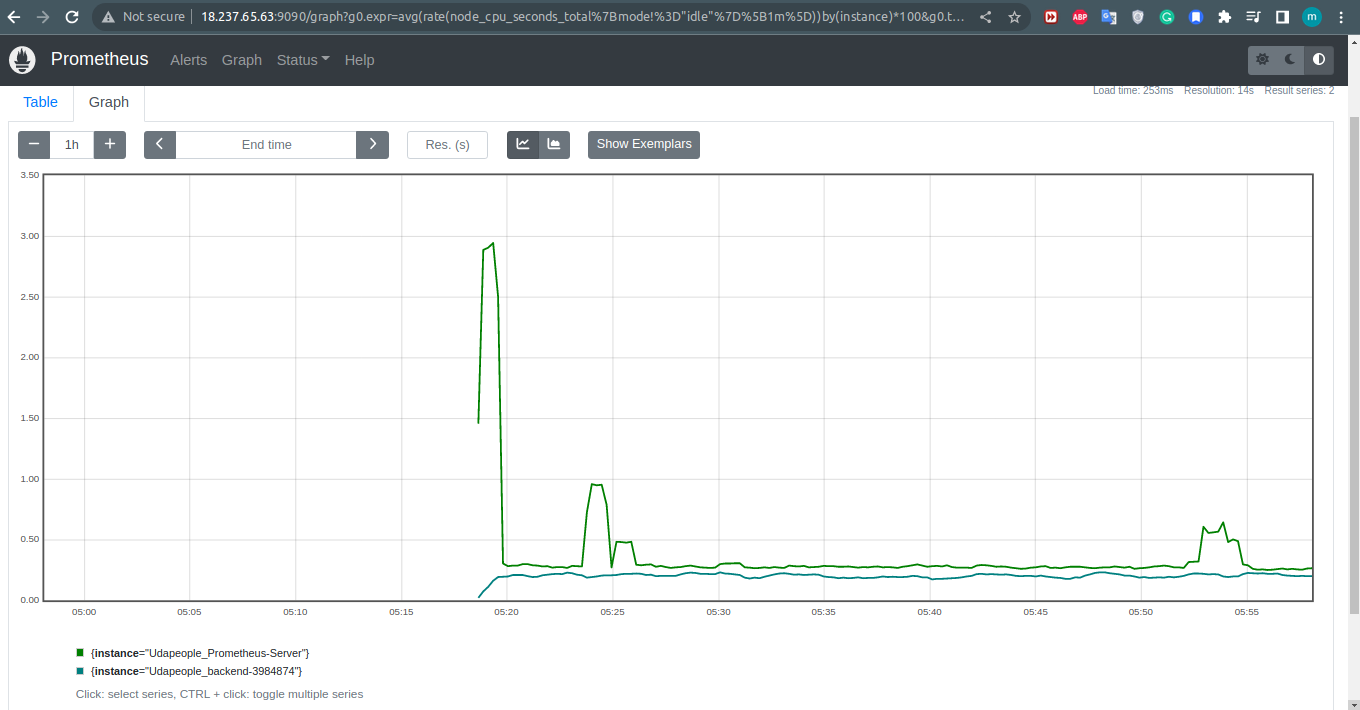 Not secure 18.237.65.63:9090/graph?g0.expr=avg(rate(node_cpu_seconds_total%7Bmode!%3D"idle"%7D%5B1m%5D))by(instance)*100&g0.t...
ABP
m
Prometheus Alerts Graph Status Help
Load time: 253ms Resolution: 14s Result series: 2
Table Graph
− 1h + End time Res. (s) Show Exemplars
3.50
3.00
2.50
2.00
1.50
1.00
0.50
0.00
05:00 05:05 05:10 05:15 05:20 05:25 05:30 05:35 05:40 05:45 05:50 05:55
{instance="Udapeople_Prometheus-Server"}
{instance="Udapeople_backend-3984874"}
Click: select series, CTRL + click: toggle multiple series